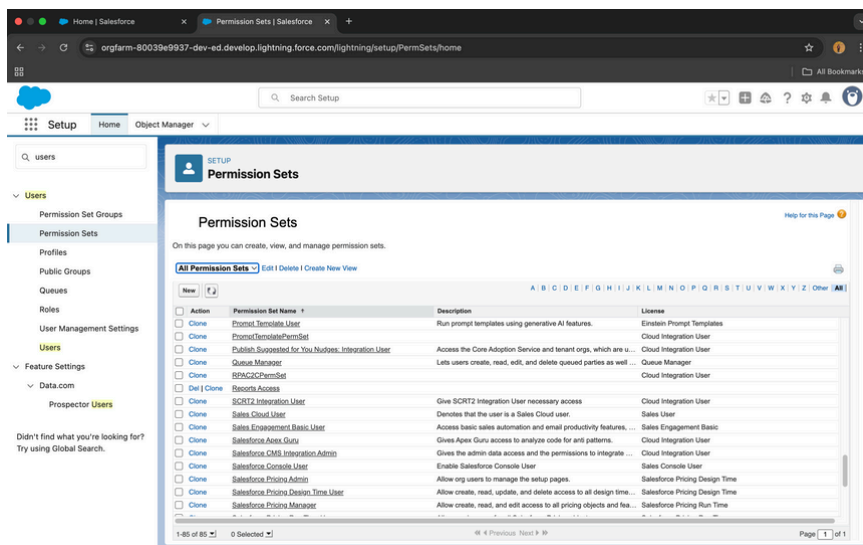 Home | Salesforce
Permission Sets | Salesforce
orgfarm-80039e9937-dev-ed.develop.lightning.force.com/lightning/setup/PermSets/home
All Bookmarks
Search Setup
Setup Home Object Manager
users
Users
Permission Set Groups
Permission Sets
Profiles
Public Groups
Queues
Roles
User Management Settings
Users
Feature Settings
Data.com
Prospector Users
Didn't find what you're looking for?
Try using Global Search.
SETUP
Permission Sets
Permission Sets
Help for this Page
On this page you can create, view, and manage permission sets.
All Permission Sets Edit | Delete | Create New View
New A | B | C | D | E | F | G | H | I | J | K | L | M | N | O | P | Q | R | S | T | U | V | W | X | Y | Z | Other All
Action Permission Set Name Description License
Clone Prompt Template User Run prompt templates using generative AI features. Einstein Prompt Templates
Clone PromptTemplatePermSet Cloud Integration User
Clone Publish Suggested for You Nudges: Integration User Access the Core Adoption Service and tenant orgs, which are u... Cloud Integration User
Clone Queue Manager Lets users create, read, edit, and delete queued parties as well ... Queue Manager
Clone RPAC2CPermSet Cloud Integration User
Del | Clone Reports Access
Clone SCRT2 Integration User Give SCRT2 Integration User necessary access Cloud Integration User
Clone Sales Cloud User Denotes that the user is a Sales Cloud user. Sales User
Clone Sales Engagement Basic User Access basic sales automation and email productivity features, ... Sales Engagement Basic
Clone Salesforce Apex Guru Gives Apex Guru access to analyze code for anti patterns. Cloud Integration User
Clone Salesforce CMS Integration Admin Gives the admin data access and the permissions to integrate ... Cloud Integration User
Clone Salesforce Console User Enable Salesforce Console User Sales Console User
Clone Salesforce Pricing Admin Allow org users to manage the setup pages. Salesforce Pricing Design Time
Clone Salesforce Pricing Design Time User Allow create, read, update, and delete access to all design time... Salesforce Pricing Design Time
Clone Salesforce Pricing Manager Allow create, read, and edit access to all pricing objects and fea... Salesforce Pricing Run Time
1-85 of 85 0 Selected Previous Next Page 1 of 1